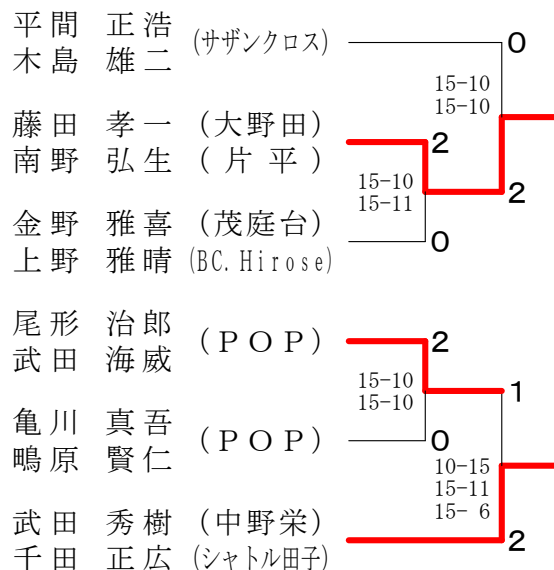 平間 正浩 (サザンクロス) 0
木島 雄二
15-10
15-10
藤田 孝一 (大野田) 2
南野 弘生 (片平)
15-10
15-11
2
金野 雅喜 (茂庭台) 0
上野 雅晴 (BC.Hirose)
尾形 治郎 (POP) 2
武田 海威
15-10
15-10
1
亀川 真吾 (POP) 0
鴫原 賢仁
10-15
15-11
15- 6
武田 秀樹 (中野栄) 2
千田 正広 (シャトル田子)